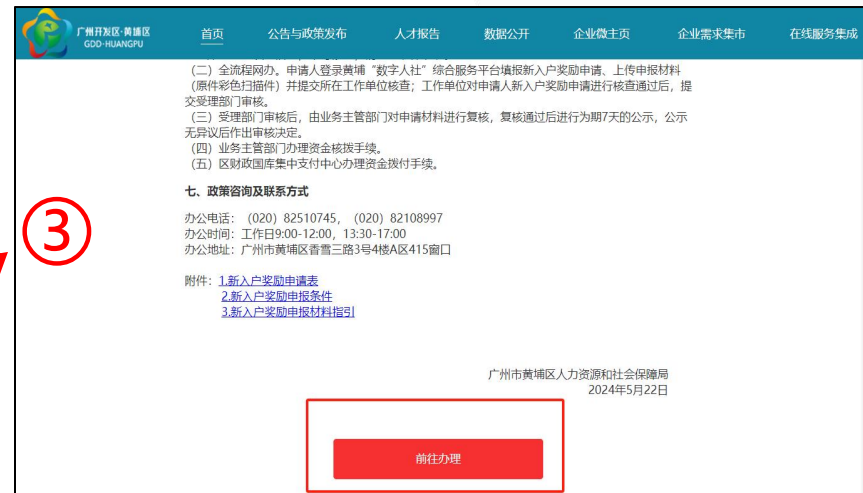 广州开发区·黄埔区
GDD·HUANGPU
首页
公告与政策发布
人才报告
数据公开
企业微主页
企业需求集市
在线服务集成
（二）全流程网办。申请人登录黄埔“数字人社”综合服务平台填报新入户奖励申请、上传申报材料
（原件彩色扫描件）并提交所在工作单位核查；工作单位对申请人新入户奖励申请进行核查通过后，提
交受理部门审核。
（三）受理部门审核后，由业务主管部门对申请材料进行复核，复核通过后进行为期7天的公示，公示
无异议后作出审核决定。
（四）业务主管部门办理资金核拨手续。
（五）区财政国库集中支付中心办理资金拨付手续。
七、政策咨询及联系方式
办公电话：（020）82510745，（020）82108997
办公时间：工作日9:00-12:00，13:30-17:00
办公地址：广州市黄埔区香雪三路3号4楼A区415窗口
③
附件：1.新入户奖励申请表
2.新入户奖励申报条件
3.新入户奖励申报材料指引
广州市黄埔区人力资源和社会保障局
2024年5月22日
前往办理